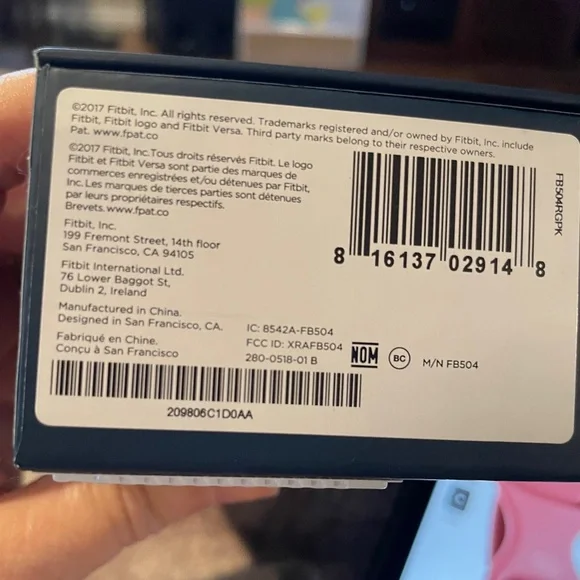 ©2017 Fitbit, Inc. All rights reserved. Trademarks registered and/or owned by Fitbit, Inc. include
Fitbit, Fitbit logo and Fitbit Versa. Third party marks belong to their respective owners.
Pat. www.fpat.co
©2017 Fitbit, Inc.Tous droits réservés Fitbit. Le logo
Fitbit et Fitbit Versa sont partie des marques de
commerces enregistrées et/ou détenues par Fitbit,
Inc. Les marques de tierces parties sont détenues
par leurs propriétaires respectifs.
Brevets. www.fpat.co
Fitbit, Inc.
199 Fremont Street, 14th floor
San Francisco, CA 94105
Fitbit International Ltd.
76 Lower Baggot St,
Dublin 2, Ireland
Manufactured in China.
Designed in San Francisco, CA.
Fabriqué en Chine.
Conçu à San Francisco
IC: 8542A-FB504
FCC ID: XRAFB504
280-0518-01 B
NOM
BC
M/N FB504
209806C1D0AA
8 16137 02914 8
FB504RGPK